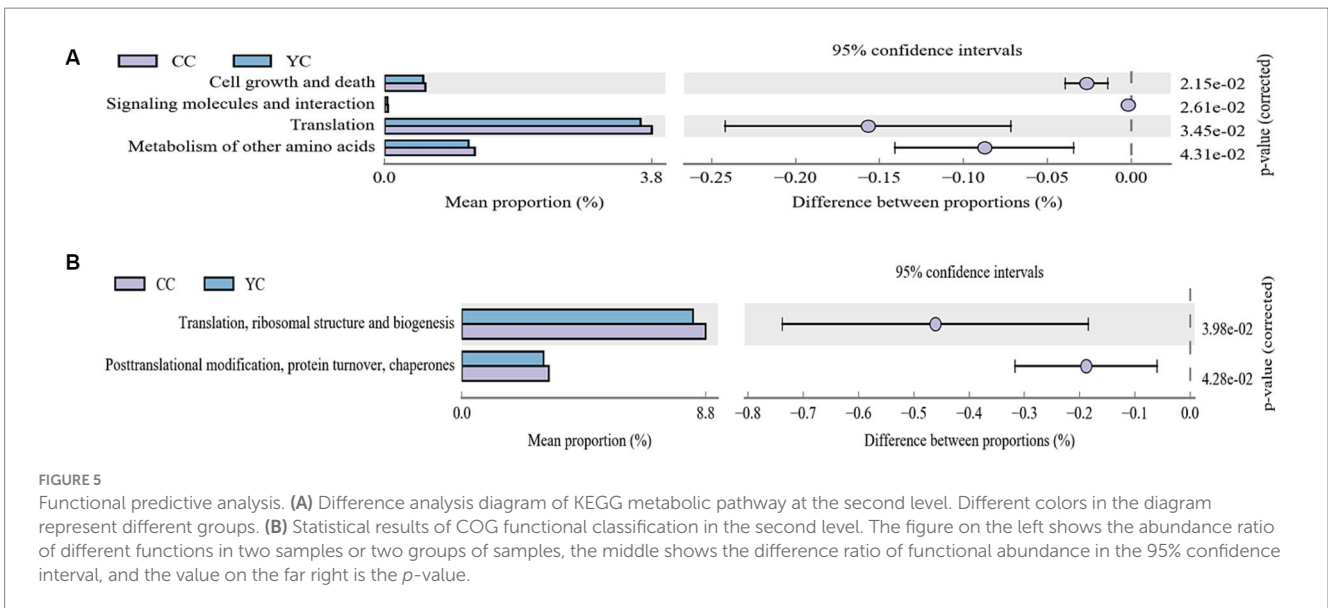 A
CC YC
95% confidence intervals
Cell growth and death
Signaling molecules and interaction
Translation
Metabolism of other amino acids
2.15e-02
2.61e-02
3.45e-02
4.31e-02
p-value (corrected)
0.0 3.8
−0.25 −0.20 −0.15 −0.10 −0.05 0.00
Mean proportion (%)
Difference between proportions (%)
B
CC YC
95% confidence intervals
Translation, ribosomal structure and biogenesis
Posttranslational modification, protein turnover, chaperones
3.98e-02
4.28e-02
p-value (corrected)
0.0 8.8
−0.8 −0.7 −0.6 −0.5 −0.4 −0.3 −0.2 −0.1 0.0
Mean proportion (%)
Difference between proportions (%)
FIGURE 5
Functional predictive analysis. (A) Difference analysis diagram of KEGG metabolic pathway at the second level. Different colors in the diagram
represent different groups. (B) Statistical results of COG functional classification in the second level. The figure on the left shows the abundance ratio
of different functions in two samples or two groups of samples, the middle shows the difference ratio of functional abundance in the 95% confidence
interval, and the value on the far right is the p-value.